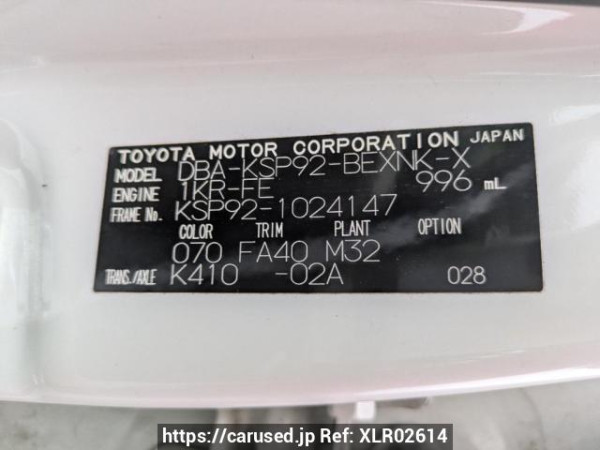 TOYOTA MOTOR CORPORATION JAPAN
MODEL DBA-KSP92-BEXNK-X
ENGINE 1KR-FE 996 mL
FRAME No. KSP92-1024147
COLOR TRIM PLANT OPTION
070 FA40 M32
TRANS./AXLE K410 -02A 028
https://carused.jp Ref: XLR02614